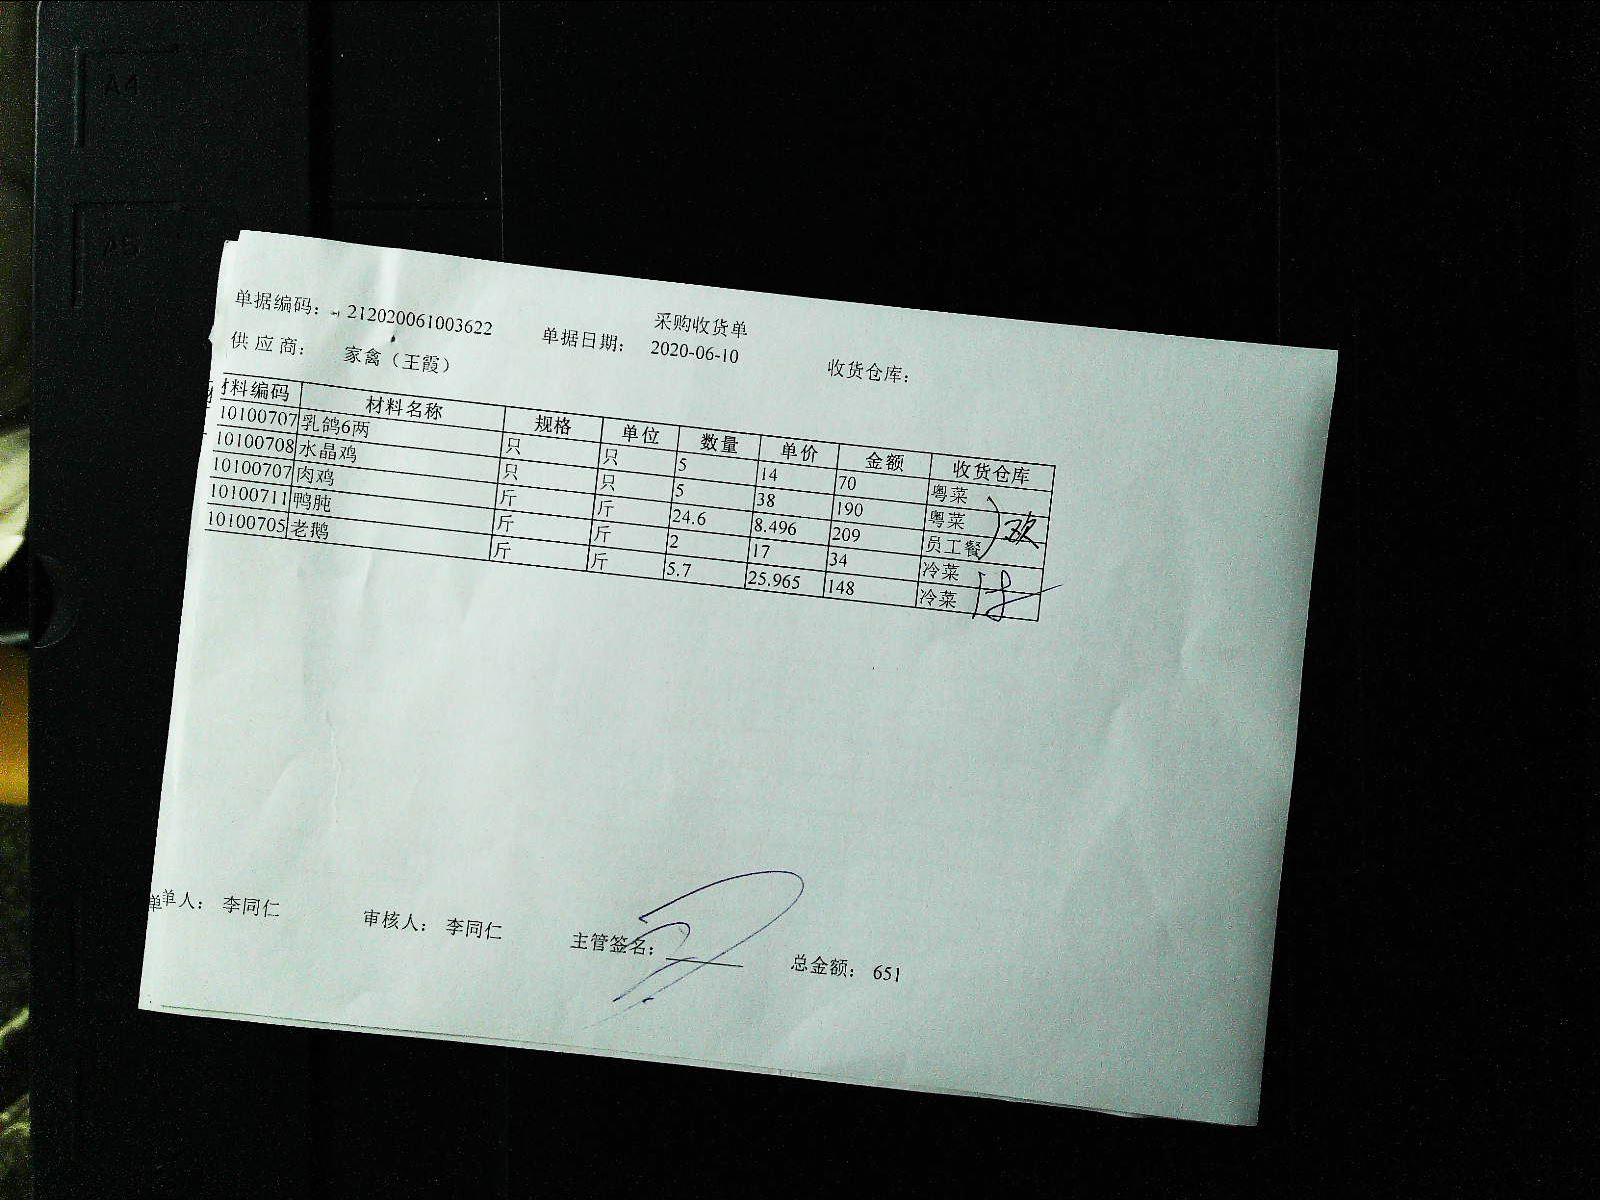 A4
A5
采购收货单
单据编码： 212020061003622 单据日期： 2020-06-10 收货仓库：
供应商： 家禽（王霞）
材料编码 材料名称 规格 单位 数量 单价 金额 收货仓库
10100707 乳鸽6两 只 只 5 14 70 粤菜
10100708 水晶鸡 只 只 5 38 190 粤菜
10100707 肉鸡 斤 斤 24.6 8.496 209 员工餐
10100711 鸭肫 斤 斤 2 17 34 冷菜
10100705 老鹅 斤 斤 5.7 25.965 148 冷菜
单人： 李同仁 审核人： 李同仁 主管签名： 总金额： 651